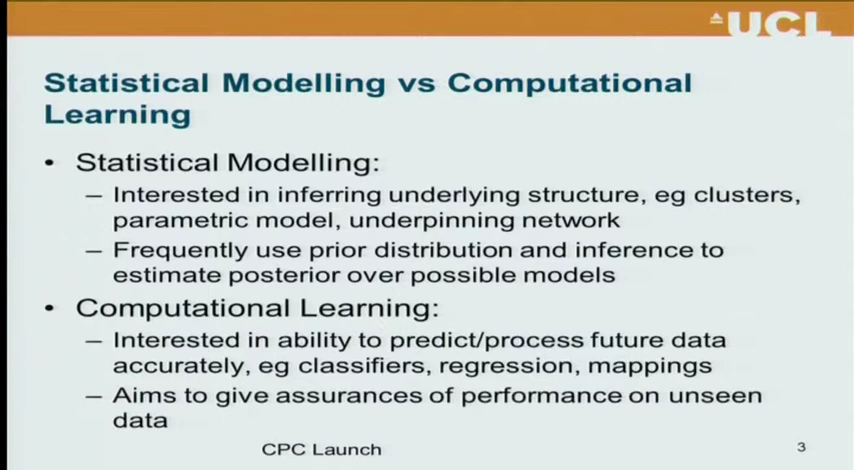 UCL
Statistical Modelling vs Computational
Learning
• Statistical Modelling:
– Interested in inferring underlying structure, eg clusters,
parametric model, underpinning network
– Frequently use prior distribution and inference to
estimate posterior over possible models
• Computational Learning:
– Interested in ability to predict/process future data
accurately, eg classifiers, regression, mappings
– Aims to give assurances of performance on unseen
data
CPC Launch
3